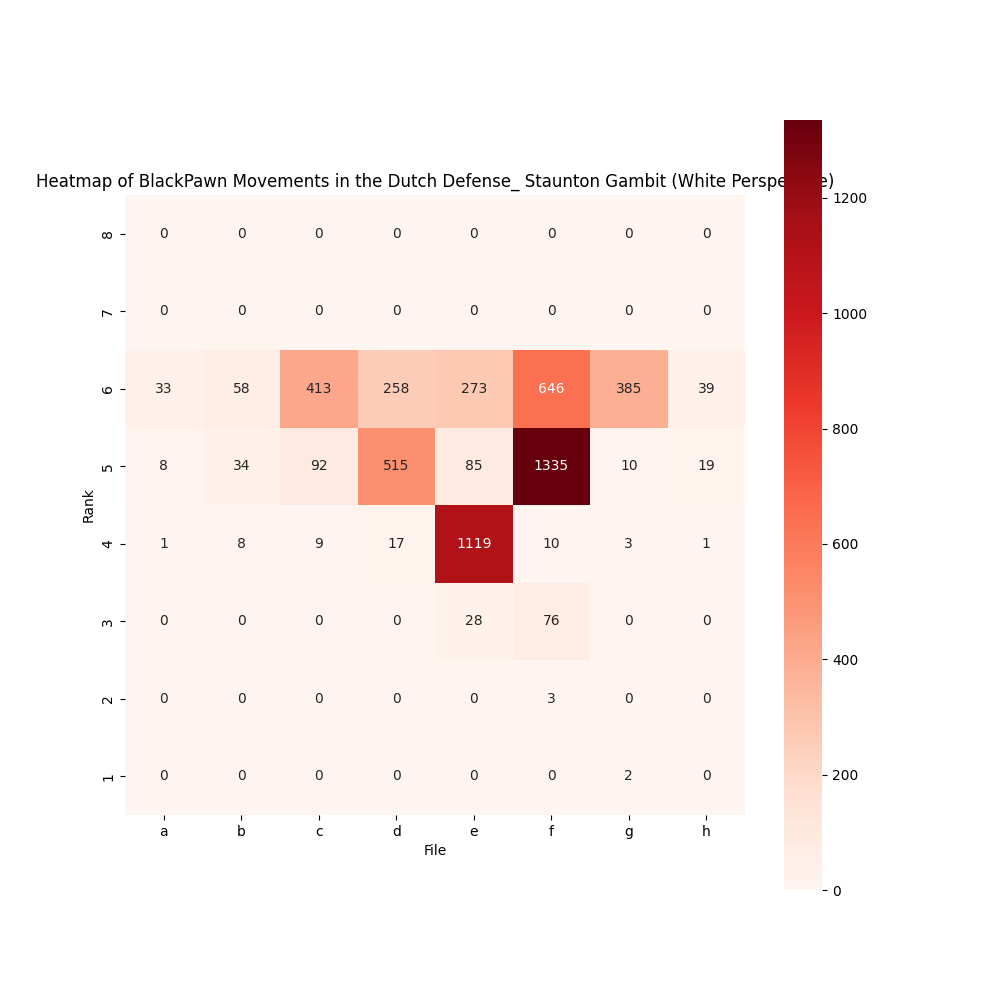 Heatmap of BlackPawn Movements in the Dutch Defense_ Staunton Gambit (White Perspe e)
8 0 0 0 0 0 0 0 0
7 0 0 0 0 0 0 0 0
6 33 58 413 258 273 646 385 39
5 8 34 92 515 85 1335 10 19
4 1 8 9 17 1119 10 3 1
3 0 0 0 0 28 76 0 0
2 0 0 0 0 0 3 0 0
1 0 0 0 0 0 0 2 0
a b c d e f g h
File
Rank
1200
1000
800
600
400
200
0